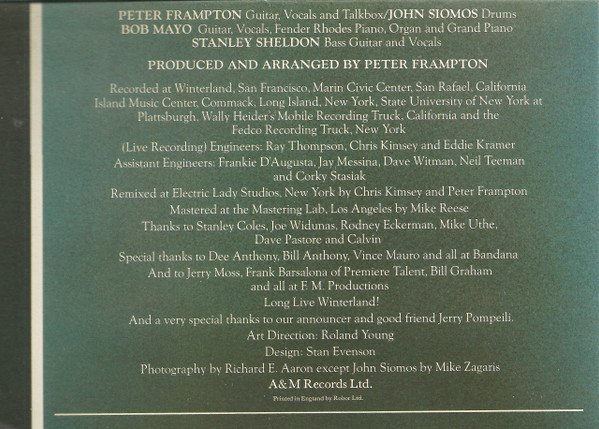 PETER FRAMPTON Guitar, Vocals and Talkbox/JOHN SIOMOS Drums
BOB MAYO Guitar, Vocals, Fender Rhodes Piano, Organ and Grand Piano
STANLEY SHELDON Bass Guitar and Vocals
PRODUCED AND ARRANGED BY PETER FRAMPTON
Recorded at Winterland, San Francisco, Marin Civic Center, San Rafael, California
Island Music Center, Commack, Long Island, New York, State University of New York at
Plattsburgh, Wally Heider's Mobile Recording Truck, California and the
Fedco Recording Truck, New York
(Live Recording) Engineers: Ray Thompson, Chris Kimsey and Eddie Kramer
Assistant Engineers: Frankie D'Augusta, Jay Messina, Dave Witman, Neil Teeman
and Corky Stasiak
Remixed at Electric Lady Studios, New York by Chris Kimsey and Peter Frampton
Mastered at the Mastering Lab, Los Angeles by Mike Reese
Thanks to Stanley Coles, Joe Widunas, Rodney Eckerman, Mike Uthe,
Dave Pastore and Calvin
Special thanks to Dee Anthony, Bill Anthony, Vince Mauro and all at Bandana
And to Jerry Moss, Frank Barsalona of Premiere Talent, Bill Graham
and all at F. M. Productions
Long Live Winterland!
And a very special thanks to our announcer and good friend Jerry Pompeili.
Art Direction: Roland Young
Design: Stan Evenson
Photography by Richard E. Aaron except John Siomos by Mike Zagaris
A&M Records Ltd.
Printed in England by Robor Ltd.